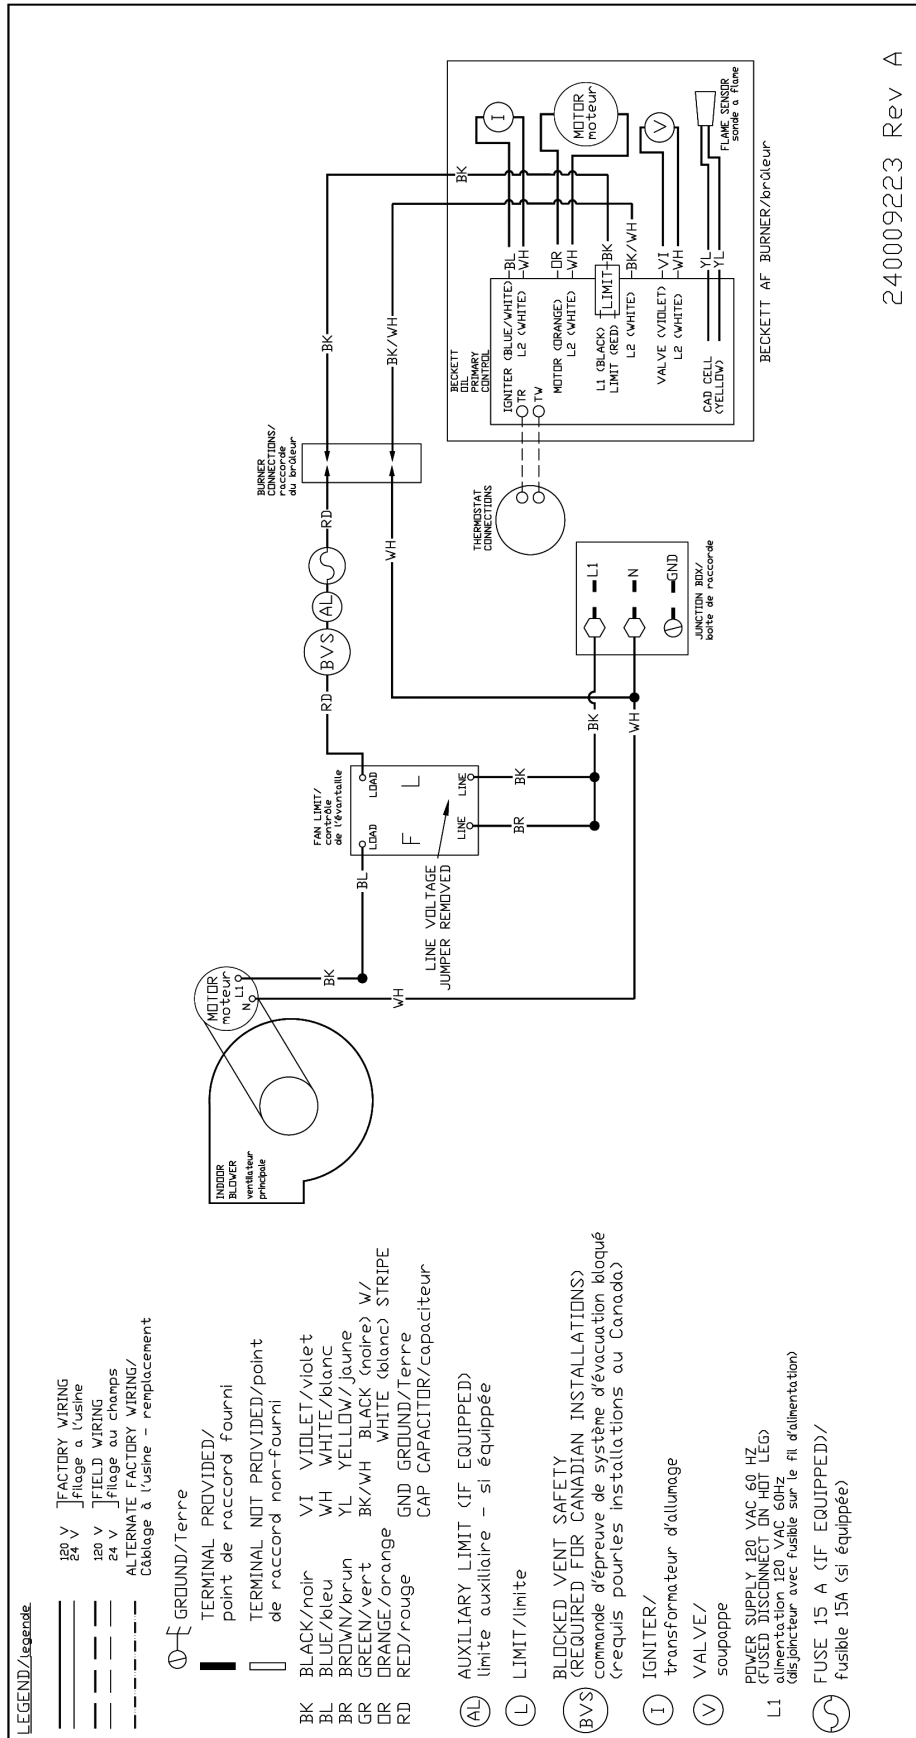 LEGEND/legende
120 V ]FACTORY WIRING
24 V ]filage a l'usine
120 V ]FIELD WIRING
24 V ]filage au champs
ALTERNATE FACTORY WIRING/
Câblage à l'usine - remplacement
GROUND/Terre
TERMINAL PROVIDED/
point de raccord fourni
TERMINAL NOT PROVIDED/point
de raccord non-fourni
BK BLACK/noir
BL BLUE/bleu
BR BROWN/brun
GR GREEN/vert
OR ORANGE/orange
RD RED/rouge
VI VIOLET/violet
WH WHITE/blanc
YL YELLOW/jaune
BK/WH BLACK (noire) W/
WHITE (blanc) STRIPE
GND GROUND/Terre
CAP CAPACITOR/capaciteur
AL AUXILIARY LIMIT (IF EQUIPPED)
limite auxiliaire - si équippée
L LIMIT/limite
BVS BLOCKED VENT SAFETY
(REQUIRED FOR CANADIAN INSTALLATIONS)
commande d'épreuve de système d'évacuation bloqué
(requis pourles installations au Canada)
I IGNITER/
transformateur d'allumage
V VALVE/
soupappe
L1 POWER SUPPLY 120 VAC 60 HZ
(FUSED DISCONNECT ON HOT LEG)
alimentation 120 VAC 60Hz
(disjoincteur avec fusible sur le fil d'alimentation)
FUSE 15 A (IF EQUIPPED)/
fusible 15A (si équippée)
INDOOR
BLOWER
ventilateur
principale
MOTOR
moteur
L1
N
BK
WH
BL
FAN LIMIT/
contrôle
de l'évantaille
LOAD
LOAD
F
L
LINE
LINE
LINE VOLTAGE
JUMPER REMOVED
BR
BK
RD
BVS
AL
RD
BK
WH
WH
BURNER
CONNECTIONS/
raccorde
du brûleur
BK
BK/WH
L1
N
GND
JUNCTION BOX/
boîte de raccorde
THERMOSTAT
CONNECTIONS
TR
TW
BECKETT
OIL
PRIMARY
CONTROL
IGNITER (BLUE/WHITE)
L2 (WHITE)
MOTOR (ORANGE)
L2 (WHITE)
L1 (BLACK)
LIMIT (RED)
LIMIT
L2 (WHITE)
VALVE (VIOLET)
L2 (WHITE)
CAD CELL
(YELLOW)
BL
WH
OR
WH
BK
BK/WH
VI
WH
YL
YL
BK
I
MOTOR
moteur
V
FLAME SENSOR
sonde a flame
BECKETT AF BURNER/brûleur
240009223 Rev A